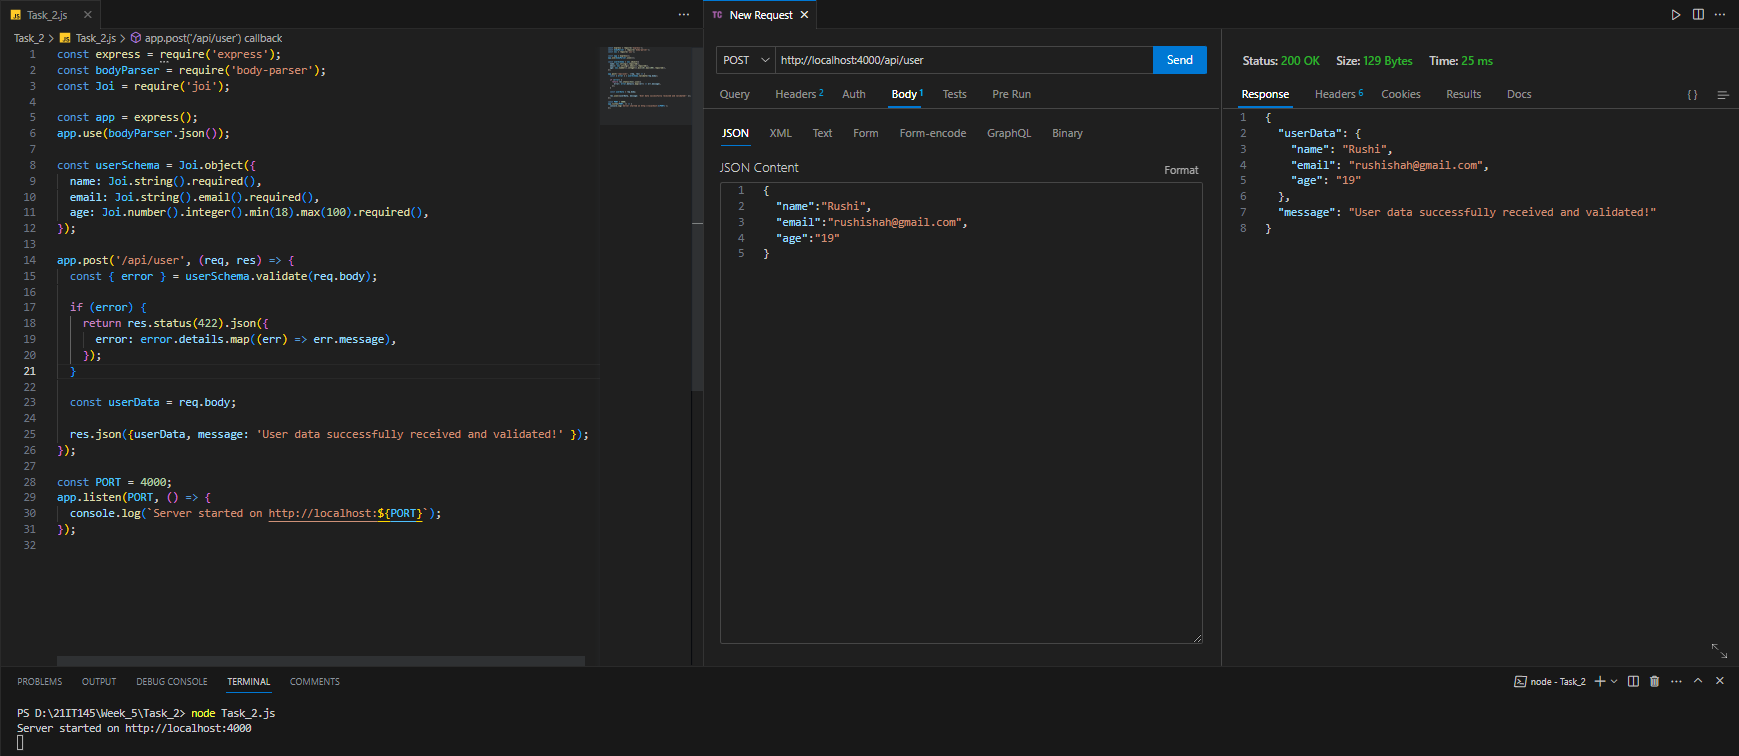 Task_2.js
Task_2 > Task_2.js > app.post('/api/user') callback
1 const express = require('express');
2 const bodyParser = require('body-parser');
3 const Joi = require('joi');
4
5 const app = express();
6 app.use(bodyParser.json());
7
8 const userSchema = Joi.object({
9 name: Joi.string().required(),
10 email: Joi.string().email().required(),
11 age: Joi.number().integer().min(18).max(100).required(),
12 });
13
14 app.post('/api/user', (req, res) => {
15 const { error } = userSchema.validate(req.body);
16
17 if (error) {
18 return res.status(422).json({
19 error: error.details.map((err) => err.message),
20 });
21 }
22
23 const userData = req.body;
24
25 res.json({userData, message: 'User data successfully received and validated!' });
26 });
27
28 const PORT = 4000;
29 app.listen(PORT, () => {
30 console.log(`Server started on http://localhost:${PORT}`);
31 });
32
TC New Request
POST http://localhost:4000/api/user Send
Query Headers 2 Auth Body 1 Tests Pre Run
JSON XML Text Form Form-encode GraphQL Binary
JSON Content Format
1 {
2 "name":"Rushi",
3 "email":"rushishah@gmail.com",
4 "age":"19"
5 }
Status: 200 OK Size: 129 Bytes Time: 25 ms
Response Headers 6 Cookies Results Docs { }
1 {
2 "userData": {
3 "name": "Rushi",
4 "email": "rushishah@gmail.com",
5 "age": "19"
6 },
7 "message": "User data successfully received and validated!"
8 }
PROBLEMS OUTPUT DEBUG CONSOLE TERMINAL COMMENTS
node - Task_2
PS D:\21IT145\Week_5\Task_2> node Task_2.js
Server started on http://localhost:4000